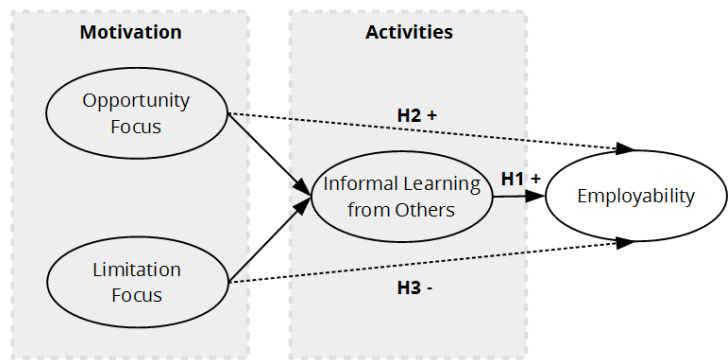 Motivation
Activities
Opportunity
Focus
H2 +
Informal Learning
from Others
H1 +
Employability
Limitation
Focus
H3 -